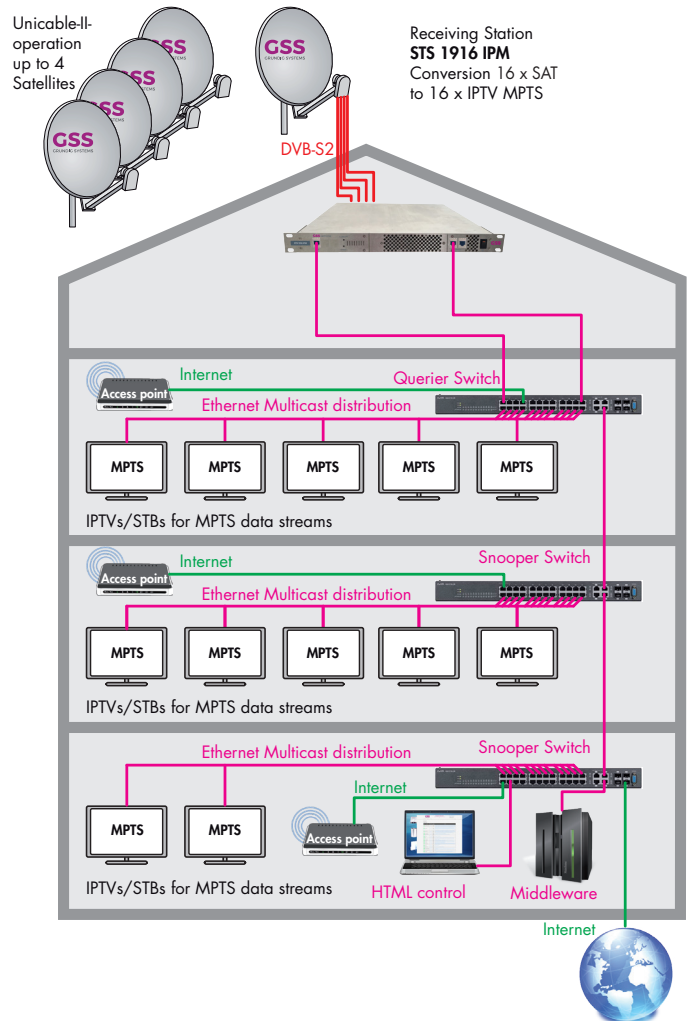 Unicable-II-
operation
up to 4
Satellites
GSS
GRUNDIG SYSTEMS
GSS
GSS
GSS
GSS
GRUNDIG SYSTEMS
Receiving Station
STS 1916 IPM
Conversion 16 x SAT
to 16 x IPTV MPTS
DVB-S2
Internet
Querier Switch
Access point
Ethernet Multicast distribution
MPTS
MPTS
MPTS
MPTS
MPTS
IPTVs/STBs for MPTS data streams
Internet
Snooper Switch
Access point
Ethernet Multicast distribution
MPTS
MPTS
MPTS
MPTS
MPTS
IPTVs/STBs for MPTS data streams
Ethernet Multicast distribution
Snooper Switch
Internet
MPTS
MPTS
Access point
IPTVs/STBs for MPTS data streams
HTML control
Middleware
Internet